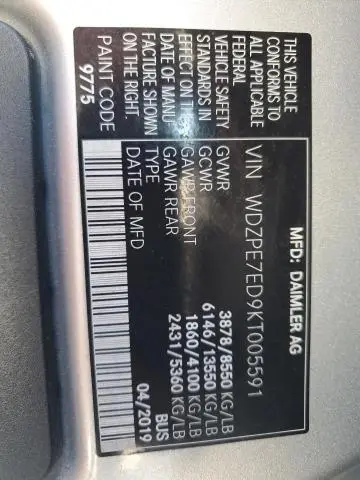 MFD: DAIMLER AG
VIN WDZPE7ED9KT005591
GVWR 3878/8550 KG/LB
GCWR 6146/13550 KG/LB
GAWR FRONT 1860/4100 KG/LB
GAWR REAR 2431/5360 KG/LB
TYPE BUS
DATE OF MFD 04/2019
THIS VEHICLE
CONFORMS TO
ALL APPLICABLE
FEDERAL
VEHICLE SAFETY
STANDARDS IN
EFFECT ON THE
DATE OF MANU-
FACTURE SHOWN
ON THE RIGHT.
PAINT CODE
9775